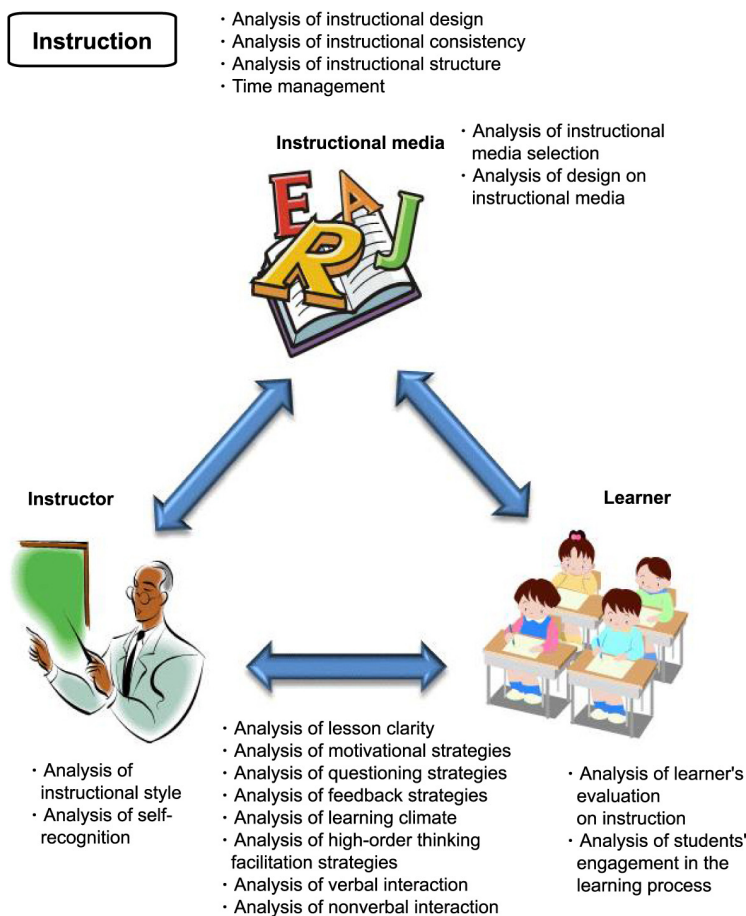 Instruction
· Analysis of instructional design
· Analysis of instructional consistency
· Analysis of instructional structure
· Time management
Instructional media
· Analysis of instructional
media selection
· Analysis of design on
instructional media
E A R J
Instructor
Learner
· Analysis of
instructional style
· Analysis of self-
recognition
· Analysis of lesson clarity
· Analysis of motivational strategies
· Analysis of questioning strategies
· Analysis of feedback strategies
· Analysis of learning climate
· Analysis of high-order thinking
facilitation strategies
· Analysis of verbal interaction
· Analysis of nonverbal interaction
· Analysis of learner's
evaluation
on instruction
· Analysis of students'
engagement in the
learning process